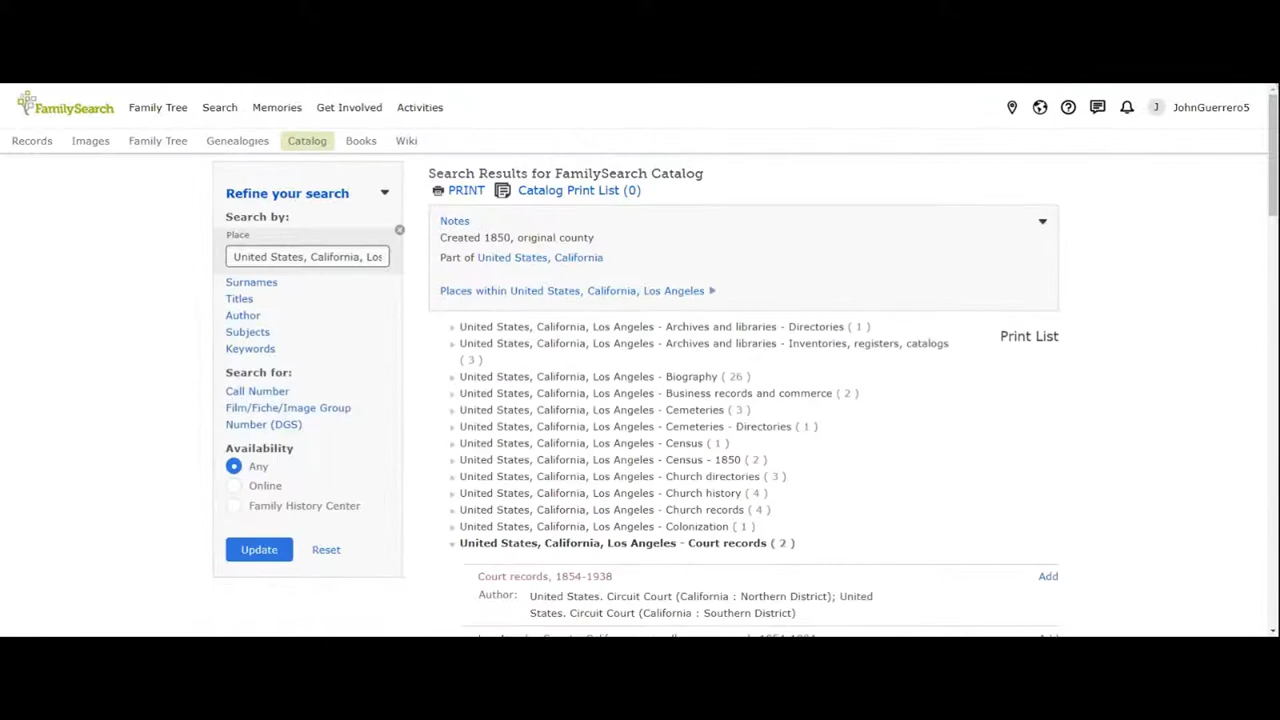 FamilySearch Family Tree Search Memories Get Involved Activities J JohnGuerrero5
Records Images Family Tree Genealogies Catalog Books Wiki
Refine your search
Search by:
Place
United States, California, Los
Surnames
Titles
Author
Subjects
Keywords
Search for:
Call Number
Film/Fiche/Image Group
Number (DGS)
Availability
Any
Online
Family History Center
Update Reset
Search Results for FamilySearch Catalog
PRINT Catalog Print List (0)
Notes
Created 1850, original county
Part of United States, California
Places within United States, California, Los Angeles
Print List
United States, California, Los Angeles - Archives and libraries - Directories ( 1 )
United States, California, Los Angeles - Archives and libraries - Inventories, registers, catalogs
( 3 )
United States, California, Los Angeles - Biography ( 26 )
United States, California, Los Angeles - Business records and commerce ( 2 )
United States, California, Los Angeles - Cemeteries ( 3 )
United States, California, Los Angeles - Cemeteries - Directories ( 1 )
United States, California, Los Angeles - Census ( 1 )
United States, California, Los Angeles - Census - 1850 ( 2 )
United States, California, Los Angeles - Church directories ( 3 )
United States, California, Los Angeles - Church history ( 4 )
United States, California, Los Angeles - Church records ( 4 )
United States, California, Los Angeles - Colonization ( 1 )
United States, California, Los Angeles - Court records ( 2 )
Court records, 1854-1938 Add
Author: United States. Circuit Court (California : Northern District); United
States. Circuit Court (California : Southern District)